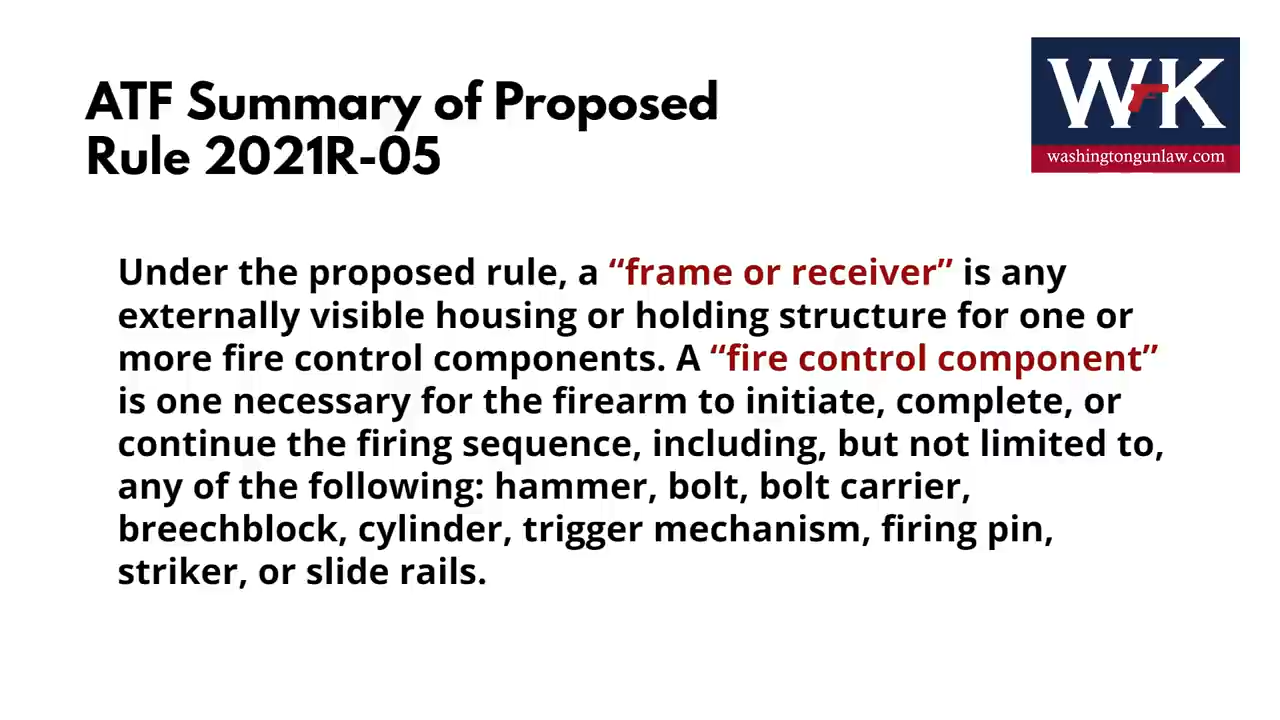 ATF Summary of Proposed
Rule 2021R-05
WK
washingtongunlaw.com
Under the proposed rule, a “frame or receiver” is any
externally visible housing or holding structure for one or
more fire control components. A “fire control component”
is one necessary for the firearm to initiate, complete, or
continue the firing sequence, including, but not limited to,
any of the following: hammer, bolt, bolt carrier,
breechblock, cylinder, trigger mechanism, firing pin,
striker, or slide rails.